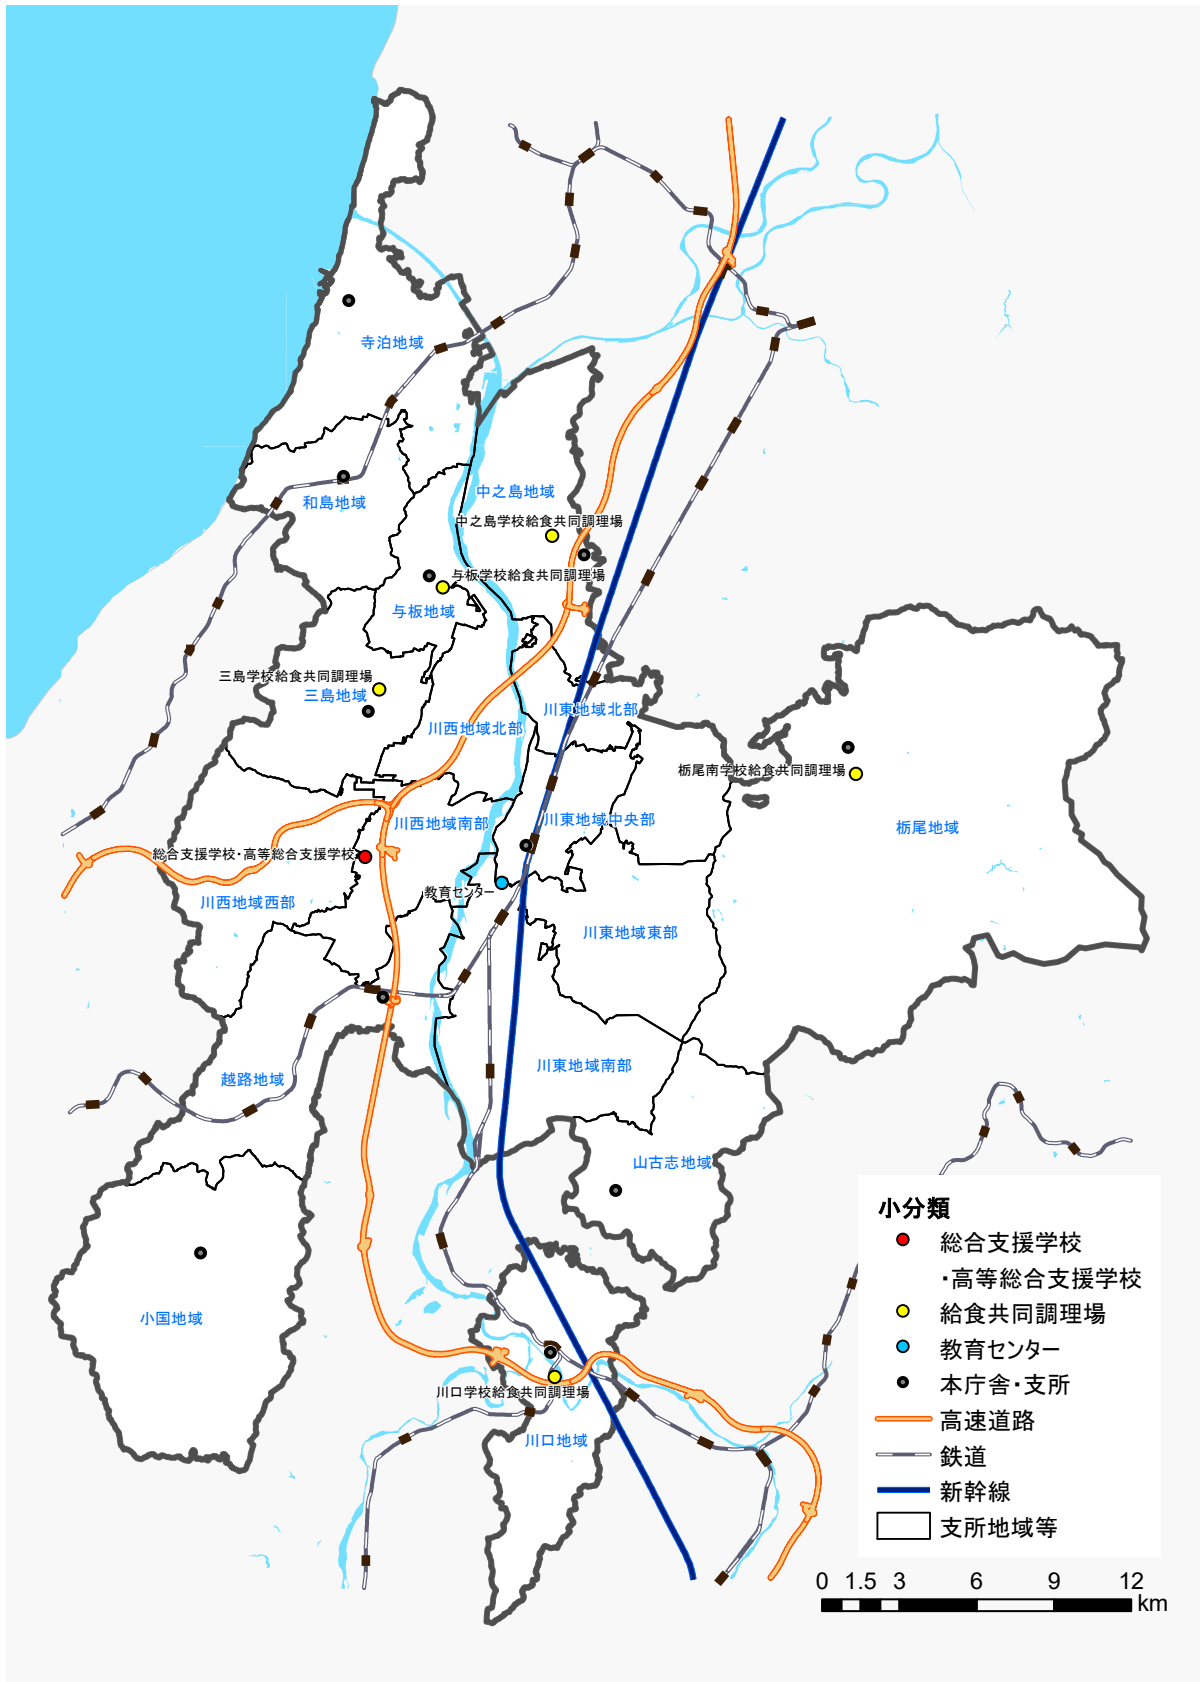 寺泊地域
和島地域
中之島地域
中之島学校給食共同調理場
与板学校給食共同調理場
与板地域
三島学校給食共同調理場
三島地域
川東地域北部
川西地域北部
栃尾南学校給食共同調理場
川西地域南部
川東地域中央部
栃尾地域
総合支援学校・高等総合支援学校
教育センター
川西地域西部
川東地域東部
川東地域南部
越路地域
山古志地域
小国地域
川口学校給食共同調理場
川口地域
小分類
総合支援学校
・高等総合支援学校
給食共同調理場
教育センター
本庁舎・支所
高速道路
鉄道
新幹線
支所地域等
0 1.5 3 6 9 12
km